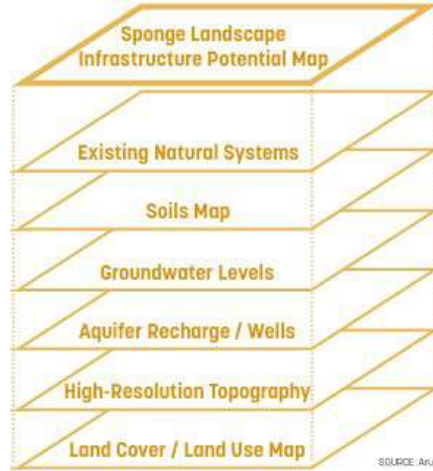 Sponge Landscape
Infrastructure Potential Map
Existing Natural Systems
Soils Map
Groundwater Levels
Aquifer Recharge / Wells
High-Resolution Topography
Land Cover / Land Use Map
SOURCE: Aru